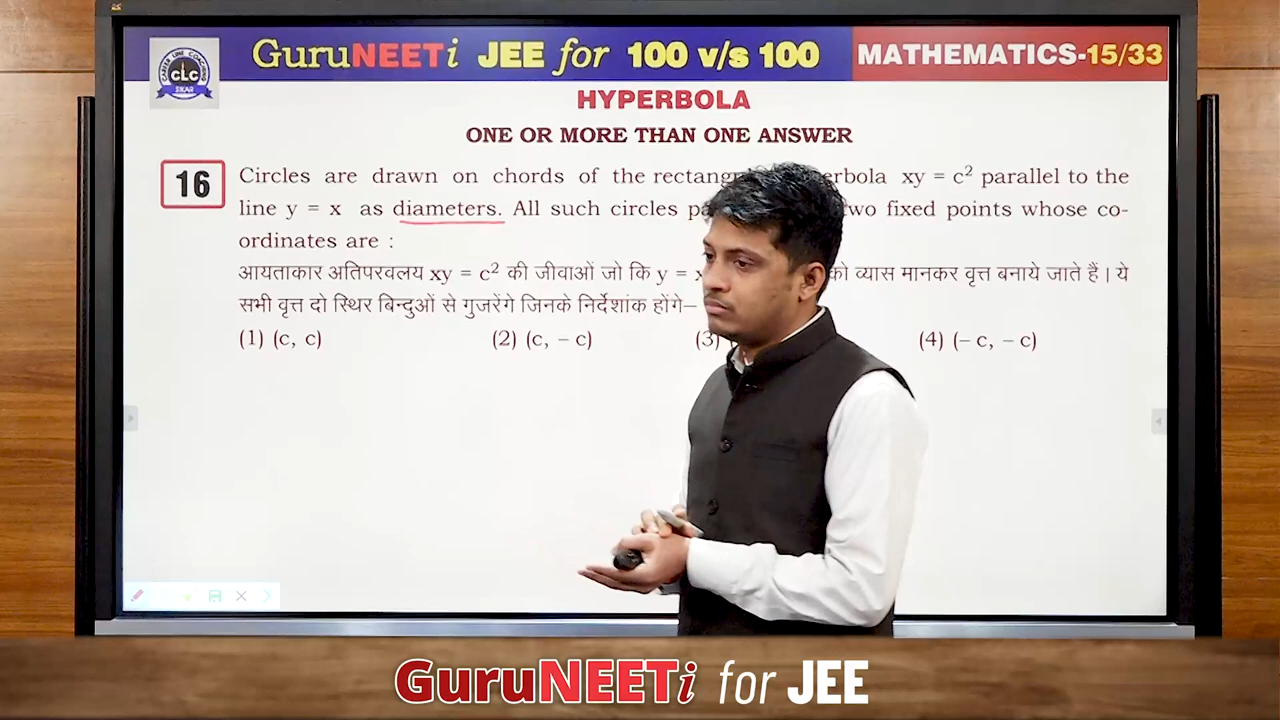 GuruNEETi JEE for 100 v/s 100
MATHEMATICS-15/33
CAREER LINE COACHING
CLC
SIKAR
HYPERBOLA
ONE OR MORE THAN ONE ANSWER
16
Circles are drawn on chords of the xy = c² parallel to the
line y = x as diameters. All such circles two fixed points whose co-
ordinates are :
आयताकार अतिपरवलय xy = c² की जीवाओं जो कि y = को व्यास मानकर वृत्त बनाये जाते हैं। ये
सभी वृत्त दो स्थिर बिन्दुओं से गुजरेंगे जिनके निर्देशांक होंगे–
(1) (c, c) (2) (c, – c) (3) (4) (– c, – c)
GuruNEETi for JEE